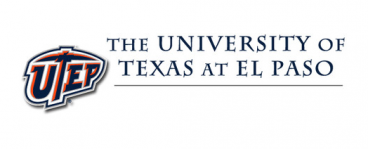 UTEP
THE UNIVERSITY OF
TEXAS AT EL PASO